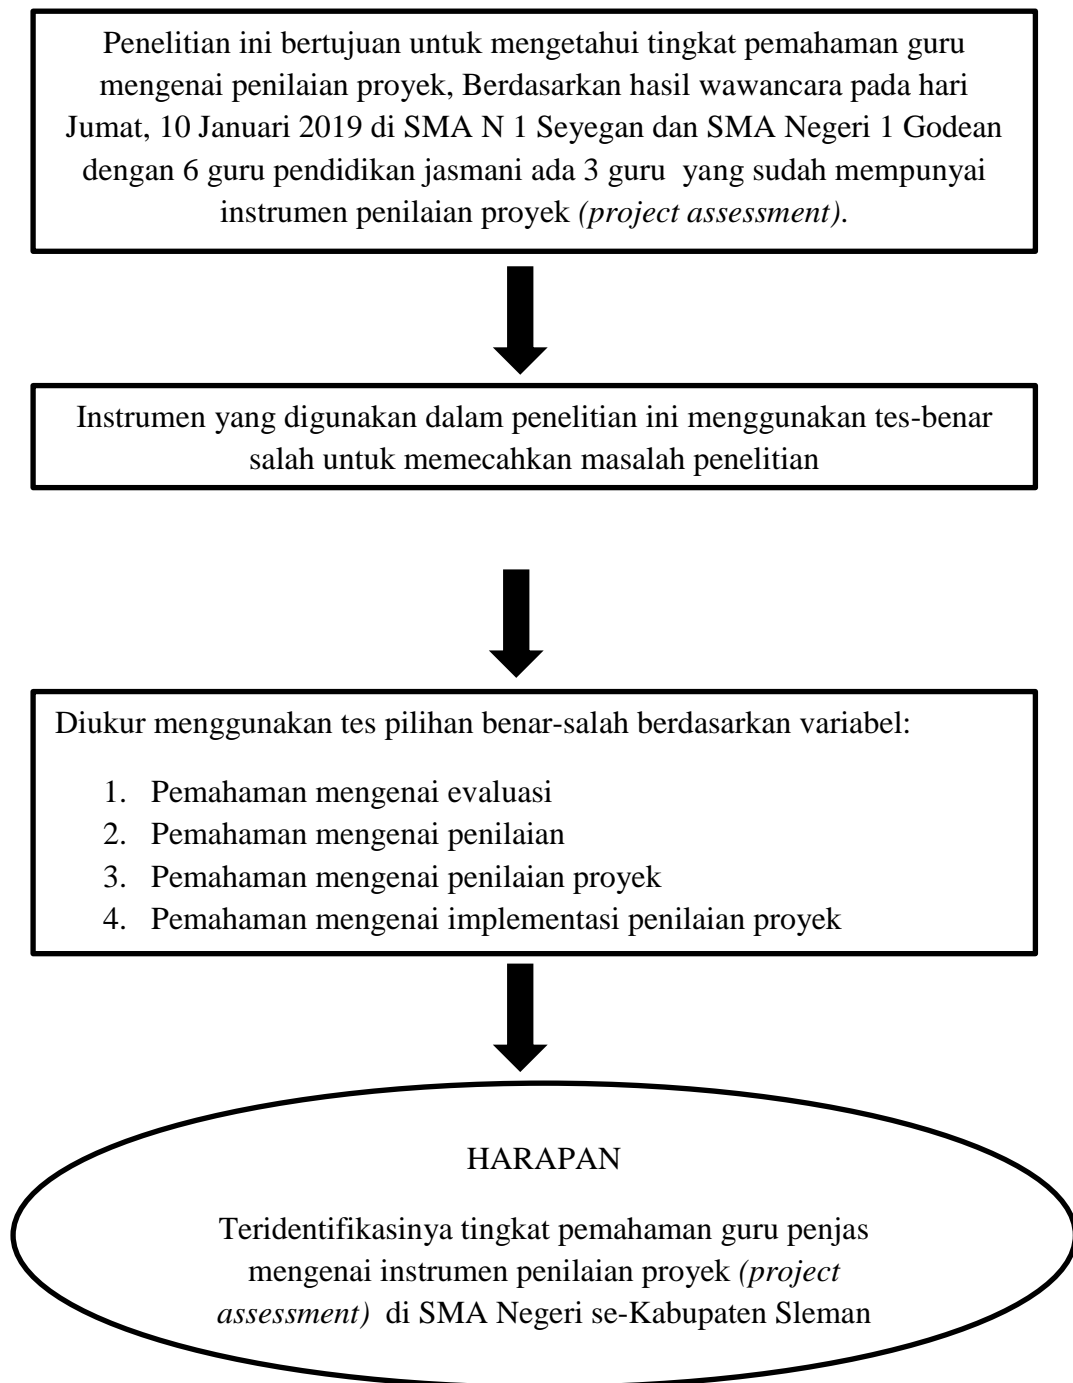 Penelitian ini bertujuan untuk mengetahui tingkat pemahaman guru
mengenai penilaian proyek, Berdasarkan hasil wawancara pada hari
Jumat, 10 Januari 2019 di SMA N 1 Seyegan dan SMA Negeri 1 Godean
dengan 6 guru pendidikan jasmani ada 3 guru yang sudah mempunyai
instrumen penilaian proyek (project assessment).
Instrumen yang digunakan dalam penelitian ini menggunakan tes-benar
salah untuk memecahkan masalah penelitian
Diukur menggunakan tes pilihan benar-salah berdasarkan variabel:
1. Pemahaman mengenai evaluasi
2. Pemahaman mengenai penilaian
3. Pemahaman mengenai penilaian proyek
4. Pemahaman mengenai implementasi penilaian proyek
HARAPAN
Teridentifikasinya tingkat pemahaman guru penjas
mengenai instrumen penilaian proyek (project
assessment) di SMA Negeri se-Kabupaten Sleman